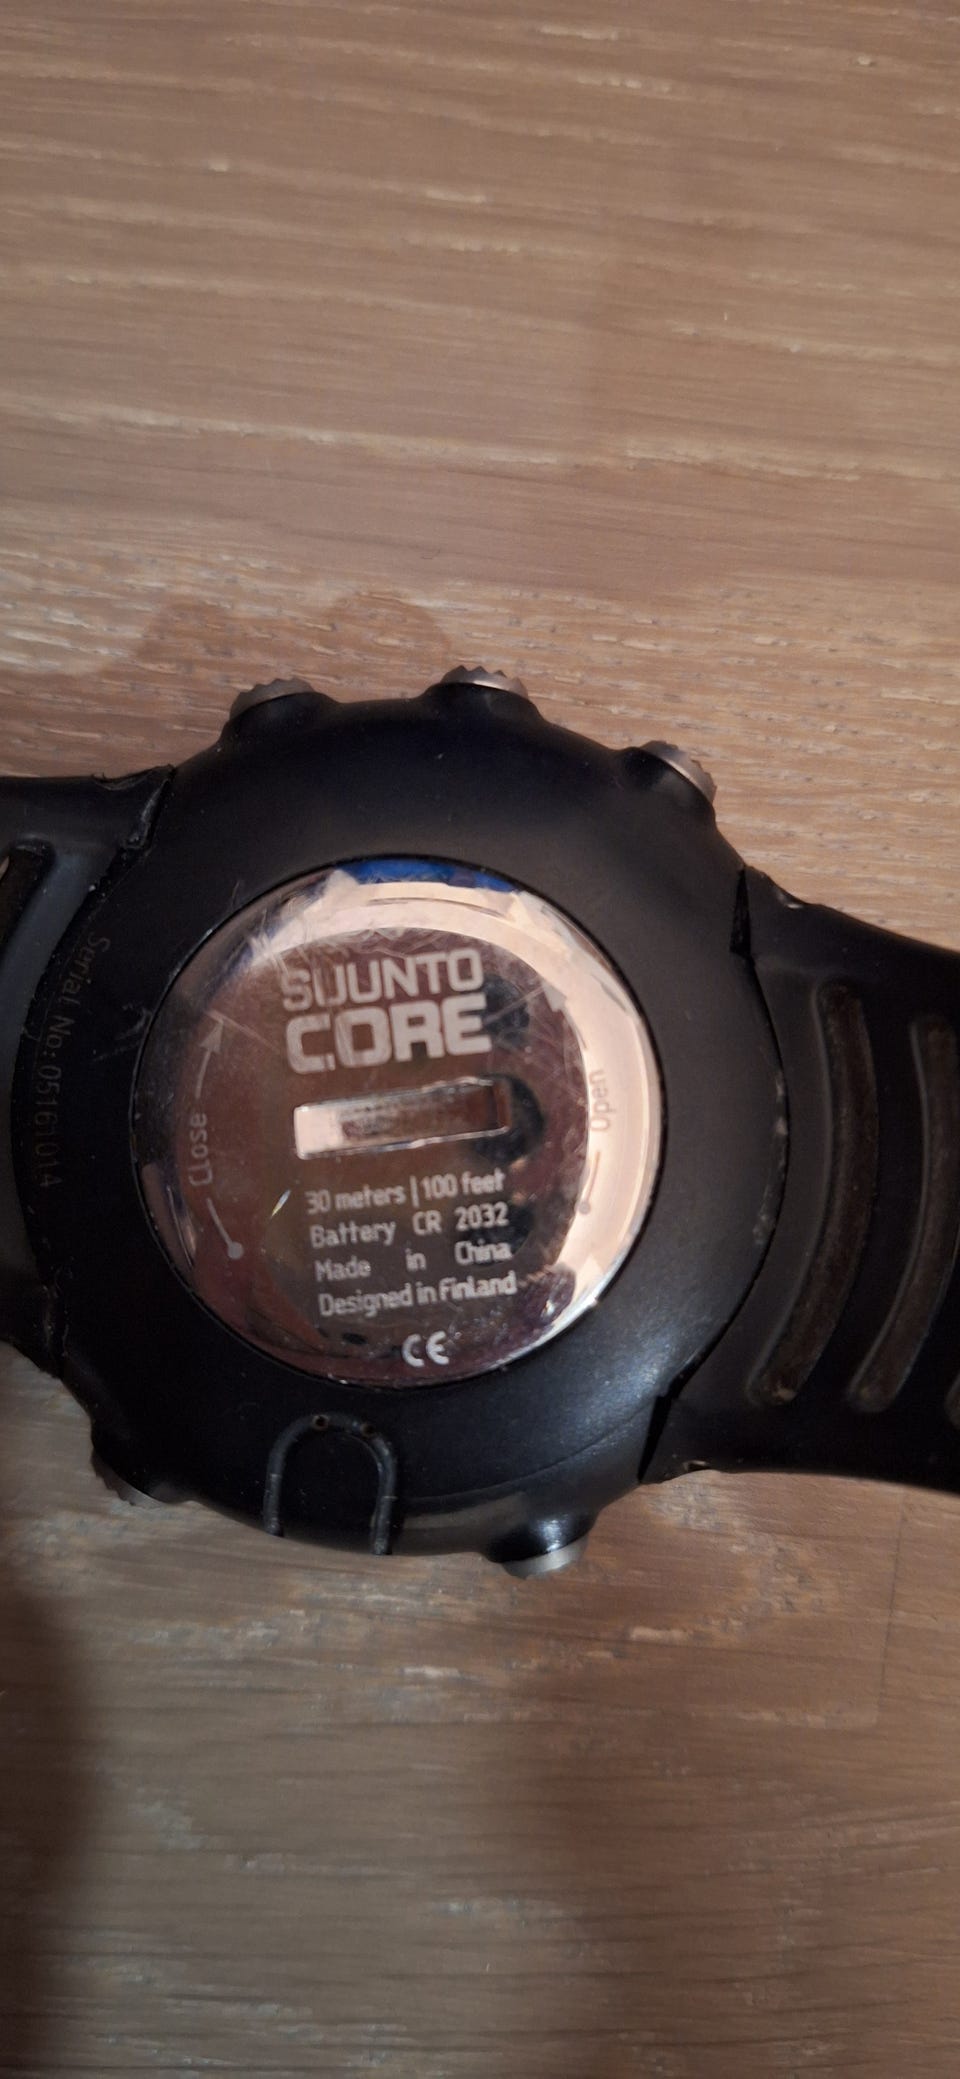 SUUNTO
CORE
30 meters | 100 feet
Battery CR 2032
Made in China
Designed in Finland
CE
Close
Open
Serial No: 05161014